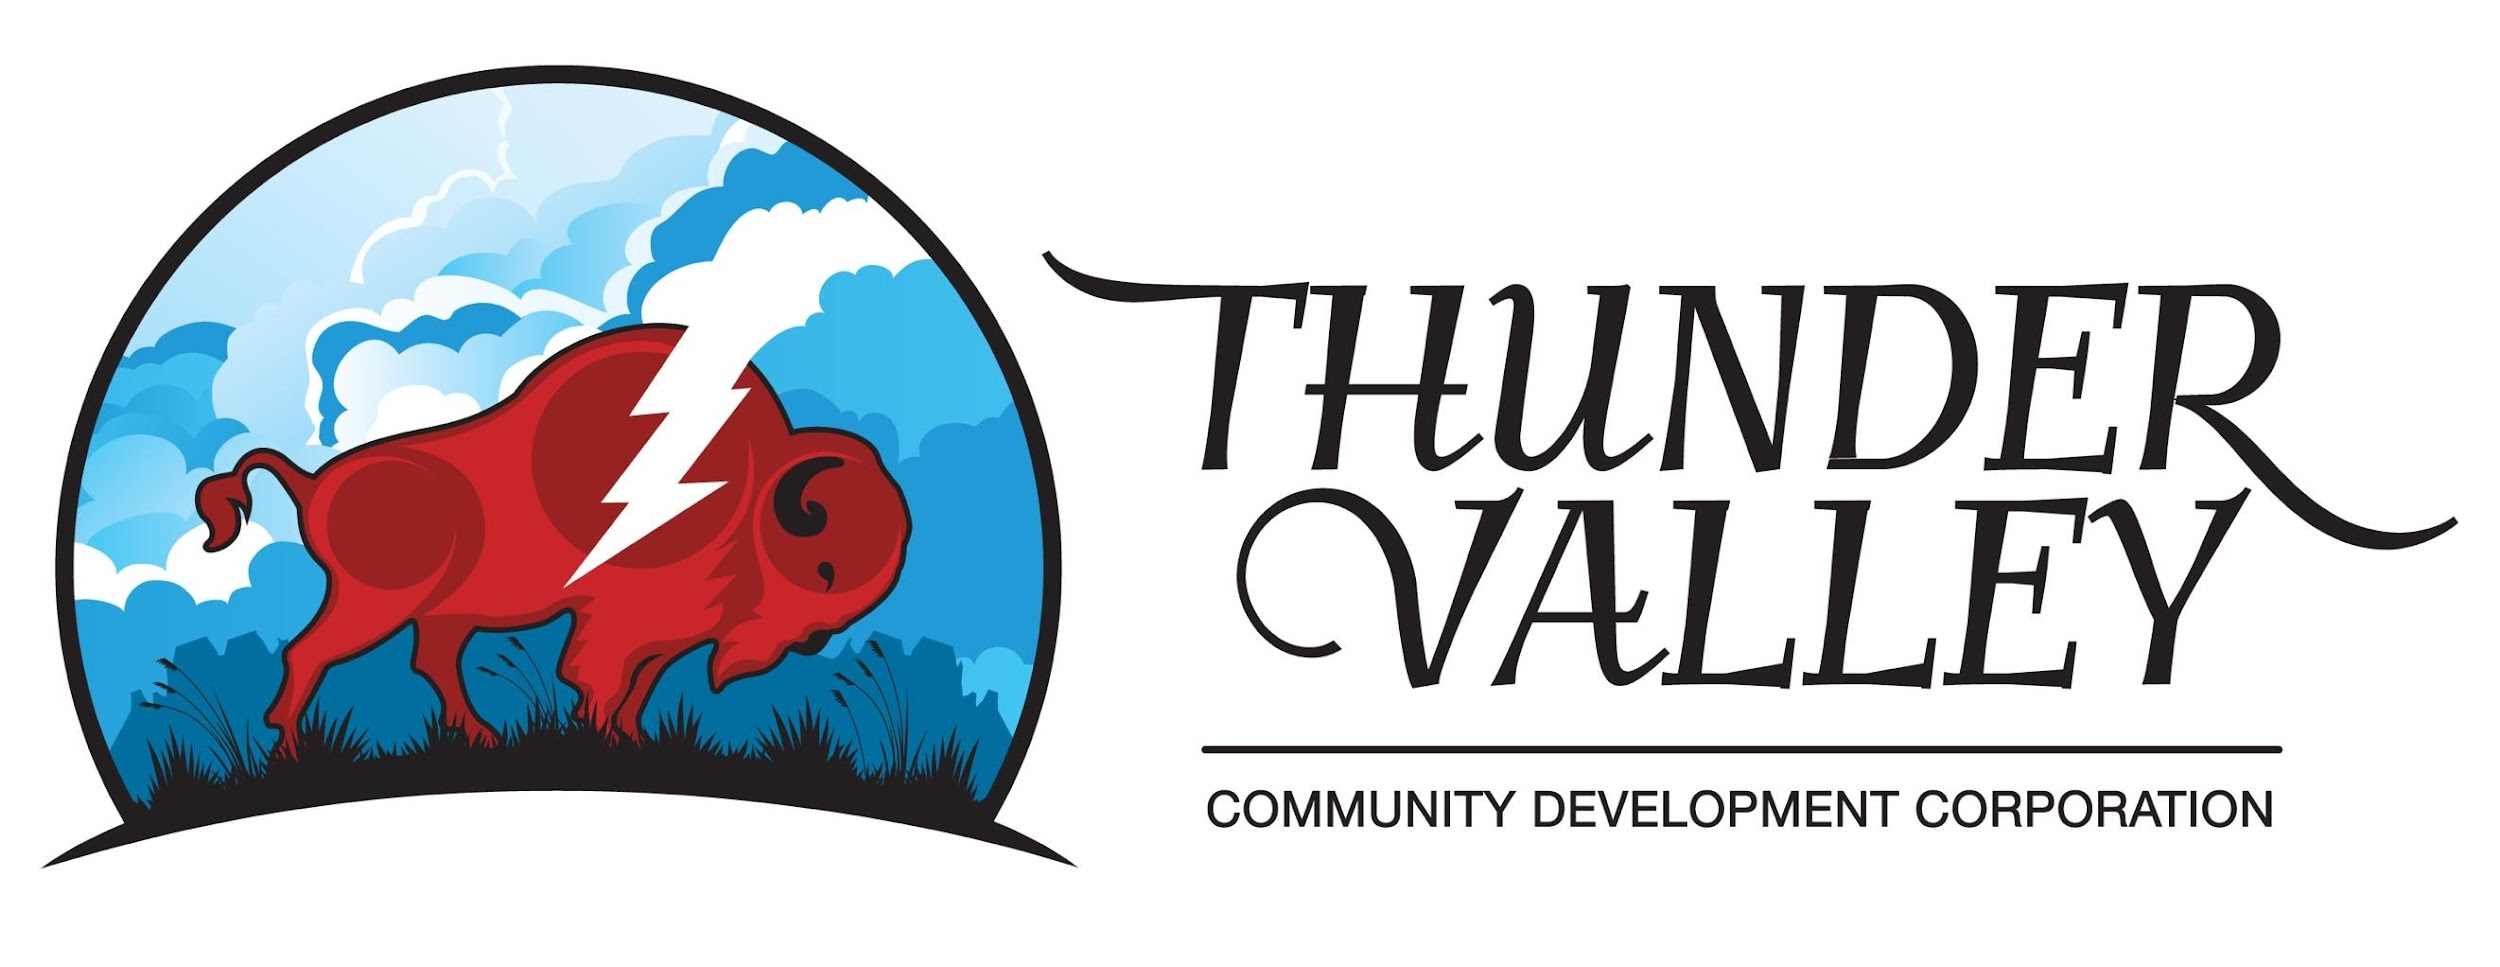 THUNDER
VALLEY
COMMUNITY DEVELOPMENT CORPORATION